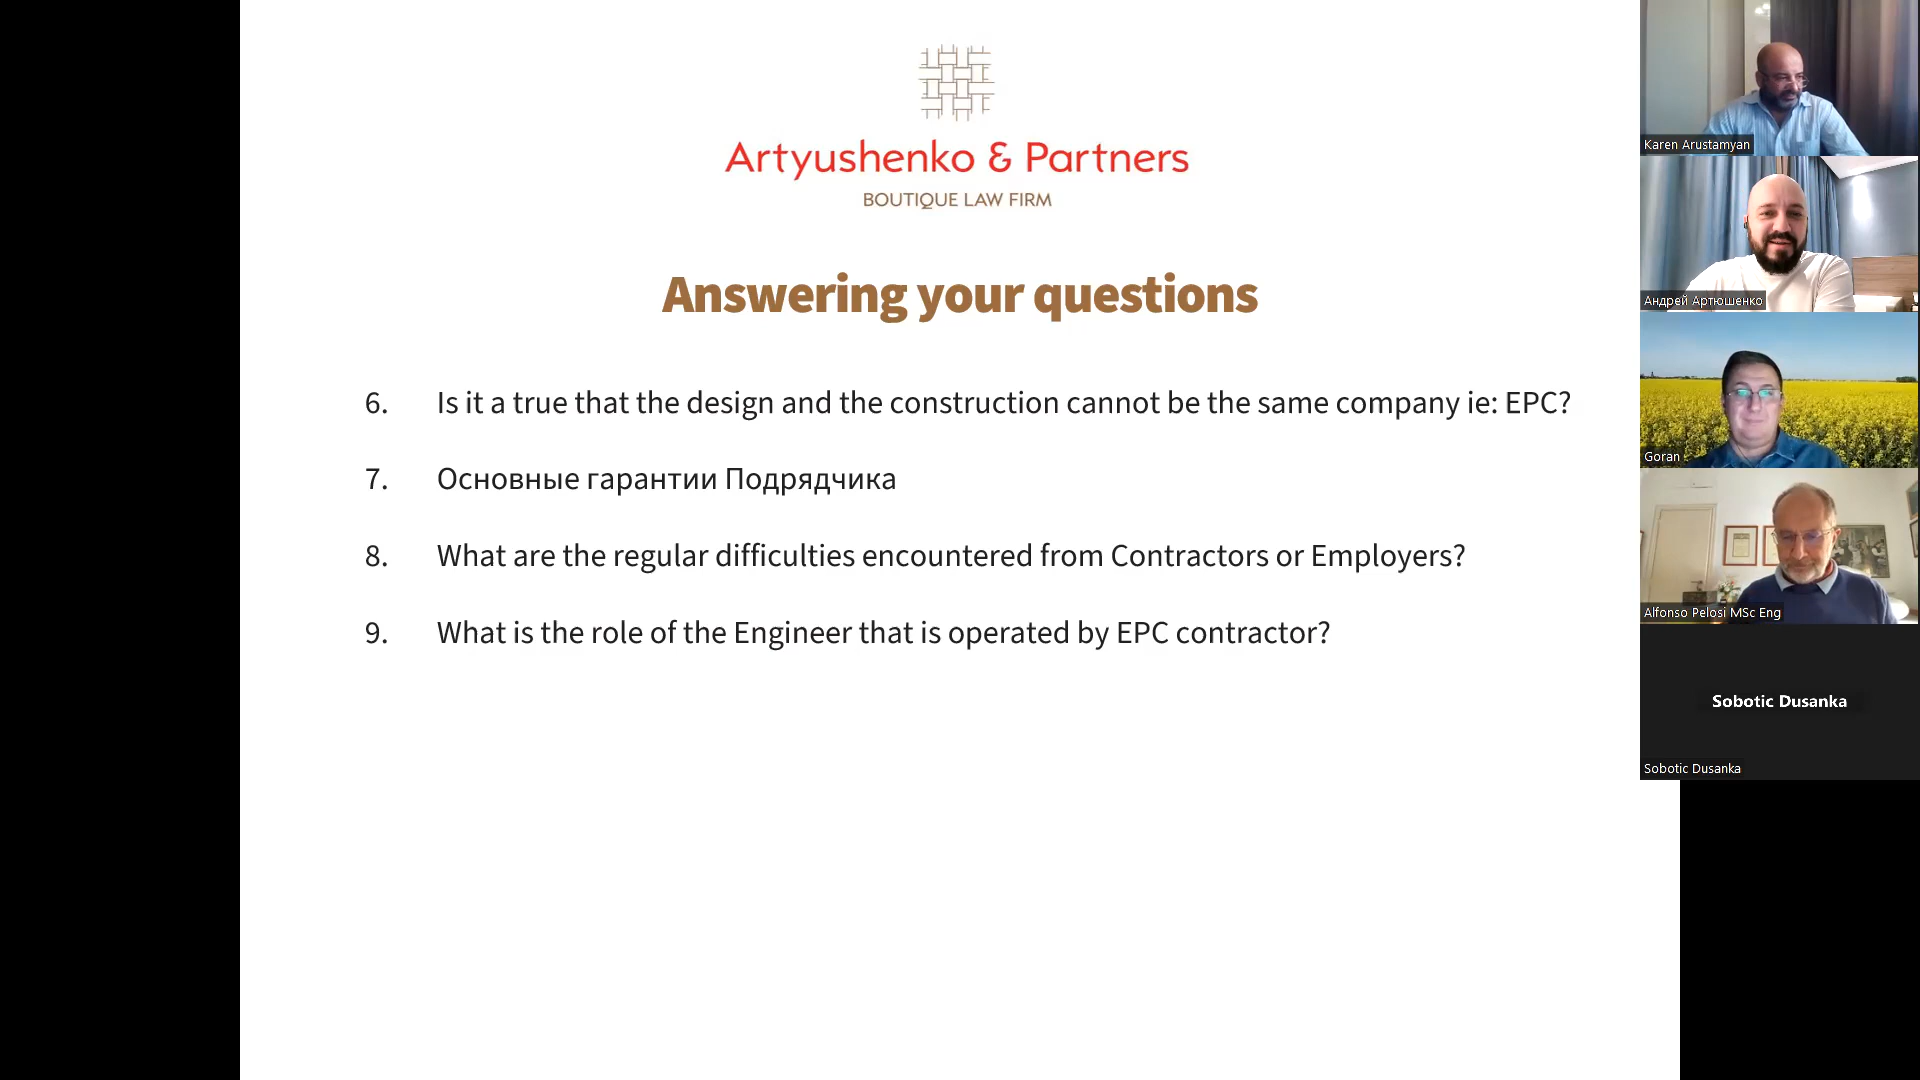 Artyushenko & Partners
BOUTIQUE LAW FIRM
Answering your questions
6. Is it a true that the design and the construction cannot be the same company ie: EPC?
7. Основные гарантии Подрядчика
8. What are the regular difficulties encountered from Contractors or Employers?
9. What is the role of the Engineer that is operated by EPC contractor?
Karen Arustamyan
Андрей Артюшенко
Goran
Alfonso Pelosi MSc Eng
Sobotic Dusanka
Sobotic Dusanka